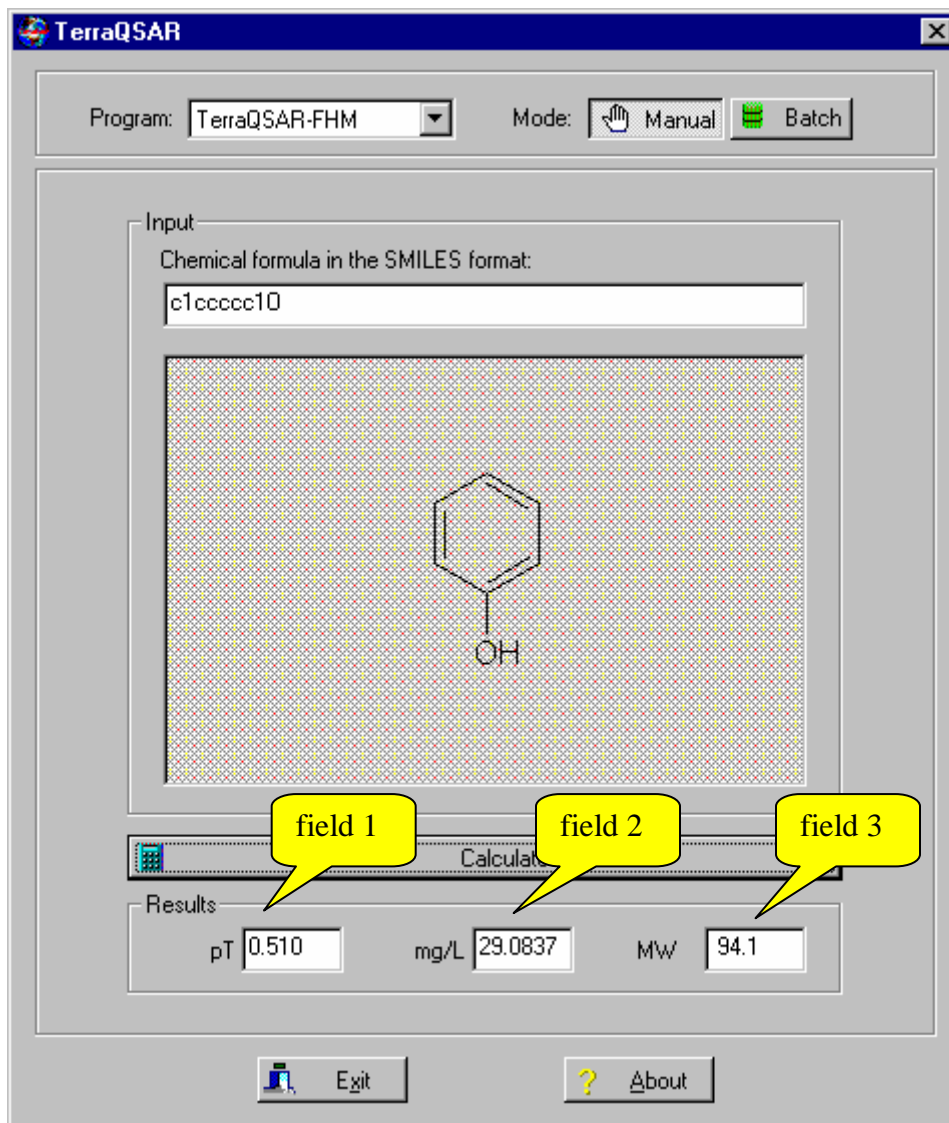 TerraQSAR
Program: TerraQSAR-FHM Mode: Manual Batch
Input
Chemical formula in the SMILES format:
c1ccccc1O
OH
field 1 field 2 field 3
Calculat
Results
pT 0.510 mg/L 29.0837 MW 94.1
Exit ? About